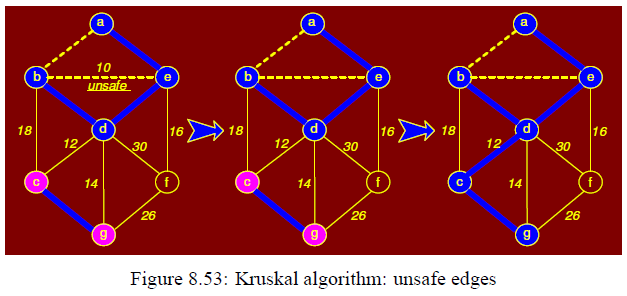 a a a
b 10 e b e b e
unsafe
d d d
18 12 30 16 18 12 30 16 18 12 30 16
c 14 f c 14 f c 14 f
26 26 26
g g g
Figure 8.53: Kruskal algorithm: unsafe edges